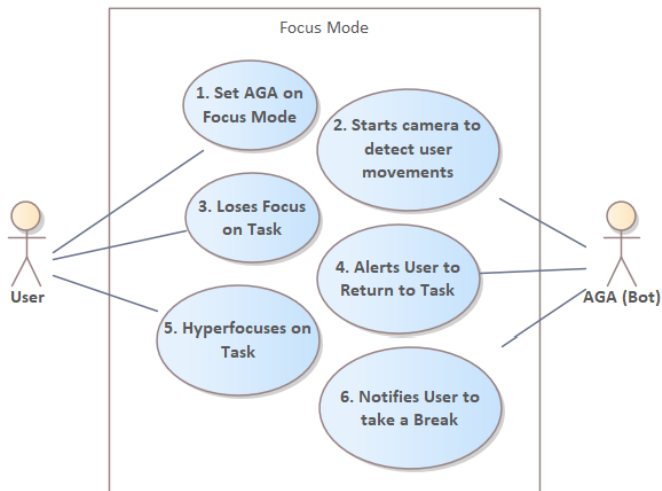 Focus Mode
1. Set AGA on
Focus Mode
2. Starts camera to
detect user
movements
3. Loses Focus
on Task
4. Alerts User to
Return to Task
User
AGA (Bot)
5. Hyperfocuses on
Task
6. Notifies User to
take a Break